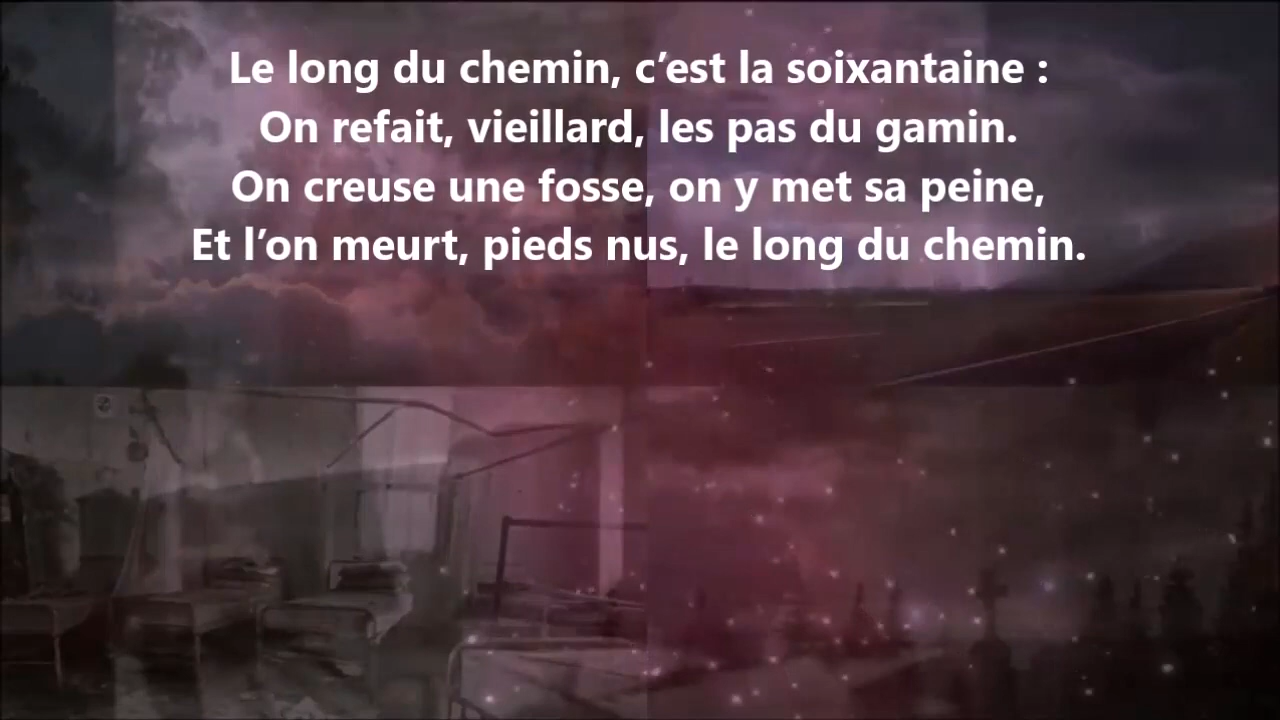 Le long du chemin, c’est la soixantaine :
On refait, vieillard, les pas du gamin.
On creuse une fosse, on y met sa peine,
Et l’on meurt, pieds nus, le long du chemin.